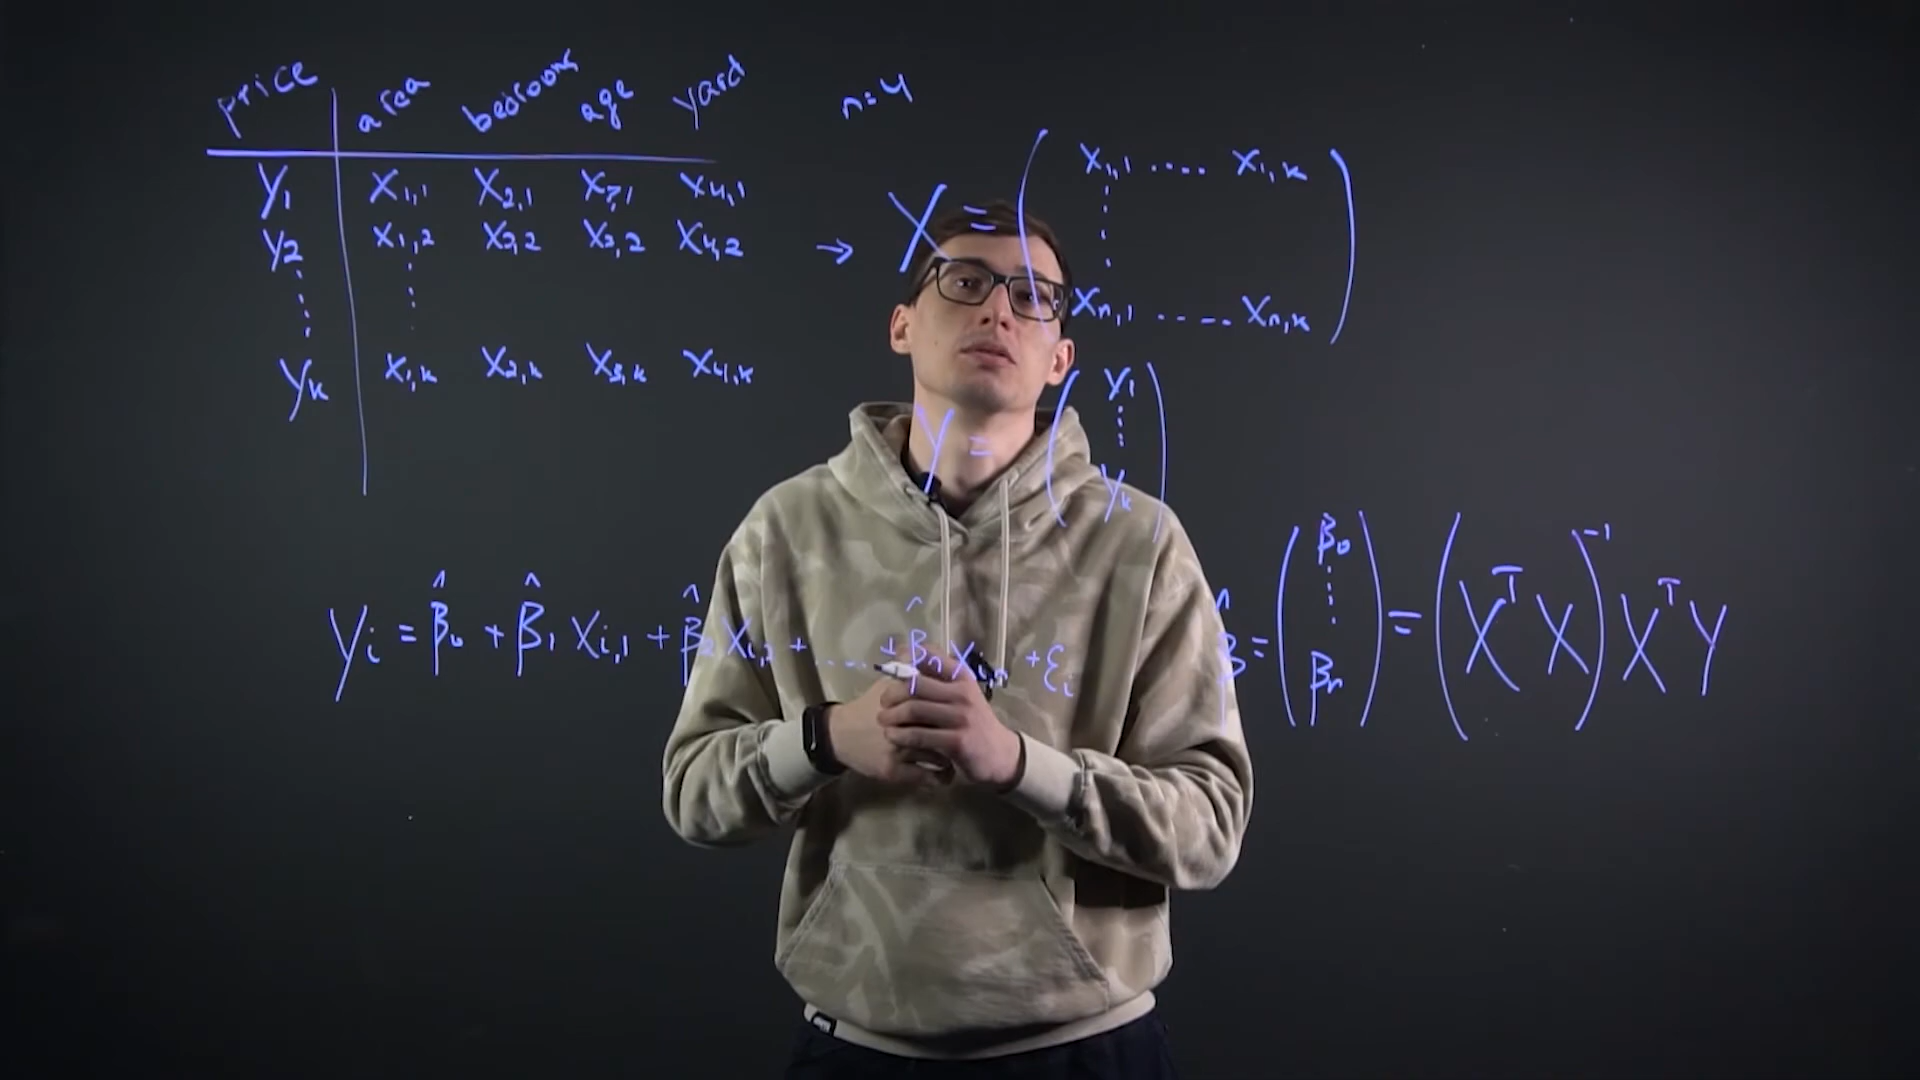 price area bedrooms age yard
n=4
Y₁ X₁,₁ X₂,₁ X₃,₁ X₄,₁
Y₂ X₁,₂ X₂,₂ X₃,₂ X₄,₂
⋮ ⋮
Yₖ X₁,ₖ X₂,ₖ X₃,ₖ X₄,ₖ
→ X = ( X₁,₁ ..... X₁,ₖ
⋮
Xₙ,₁ ..... Xₙ,ₖ )
Y = ( Y₁
⋮
Yₖ )
Yᵢ = β̂₀ + β̂₁ Xᵢ,₁ + β̂₂ Xᵢ,₂ + ..... + β̂ₙ Xᵢ,ₙ + εᵢ
β̂ = ( β₀ ⋮ βₙ ) = (XᵀX)⁻¹ XᵀY